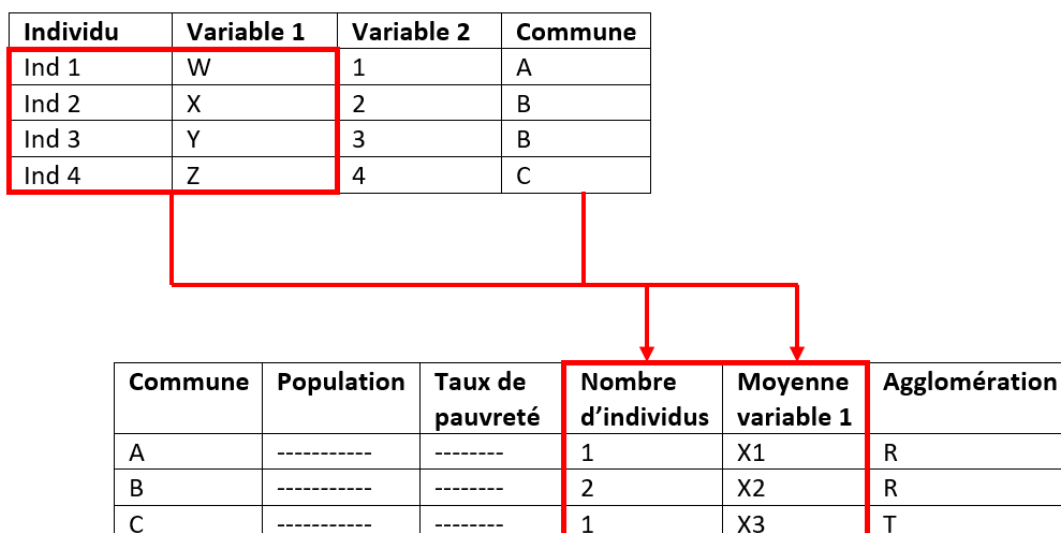 Individu Variable 1 Variable 2 Commune
Ind 1 W 1 A
Ind 2 X 2 B
Ind 3 Y 3 B
Ind 4 Z 4 C
Commune Population Taux de pauvreté Nombre d’individus Moyenne variable 1 Agglomération
A ----------- -------- 1 X1 R
B ----------- -------- 2 X2 R
C ----------- -------- 1 X3 T